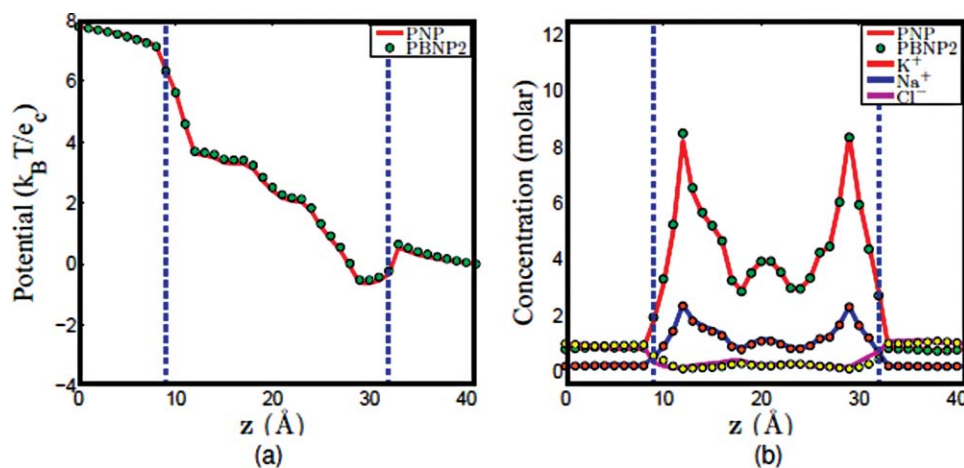 8
6
4
2
0
−2
−4
Potential (k_B T/e_c)
PNP
PBNP2
0 10 20 30 40
z (Å)
(a)
12
10
8
6
4
2
0
Concentration (molar)
PNP
PBNP2
K⁺
Na⁺
Cl⁻
0 10 20 30 40
z (Å)
(b)